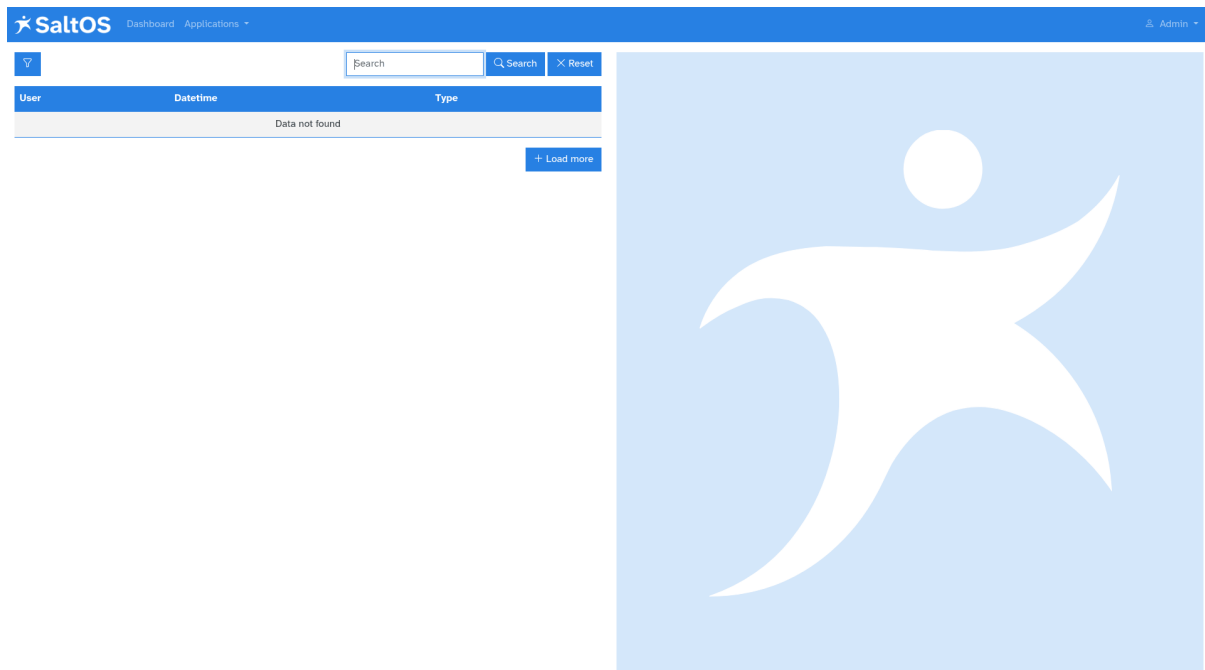 SaltOS Dashboard Applications Admin
Search Search Reset
User Datetime Type
Data not found
Load more